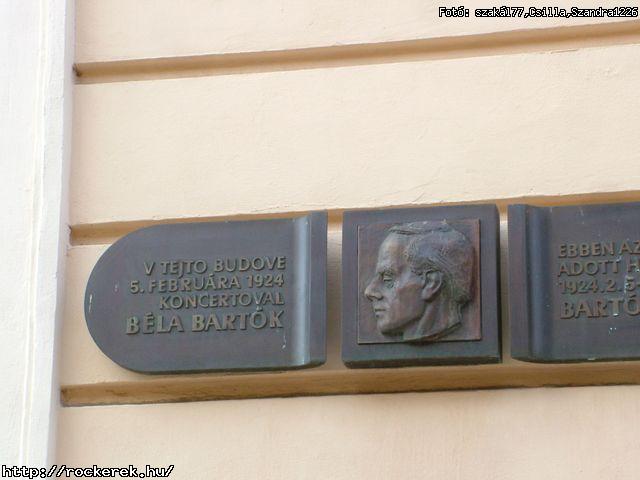 Fotó: szakál77,Csilla,Szandra1226
V TEJTO BUDOVE
5. FEBRUÁRA 1924
KONCERTOVAL
BÉLA BARTÓK
EBBEN AZ
ADOTT H
1924.2.5-
BARTÓ
http://rockerek.hu/